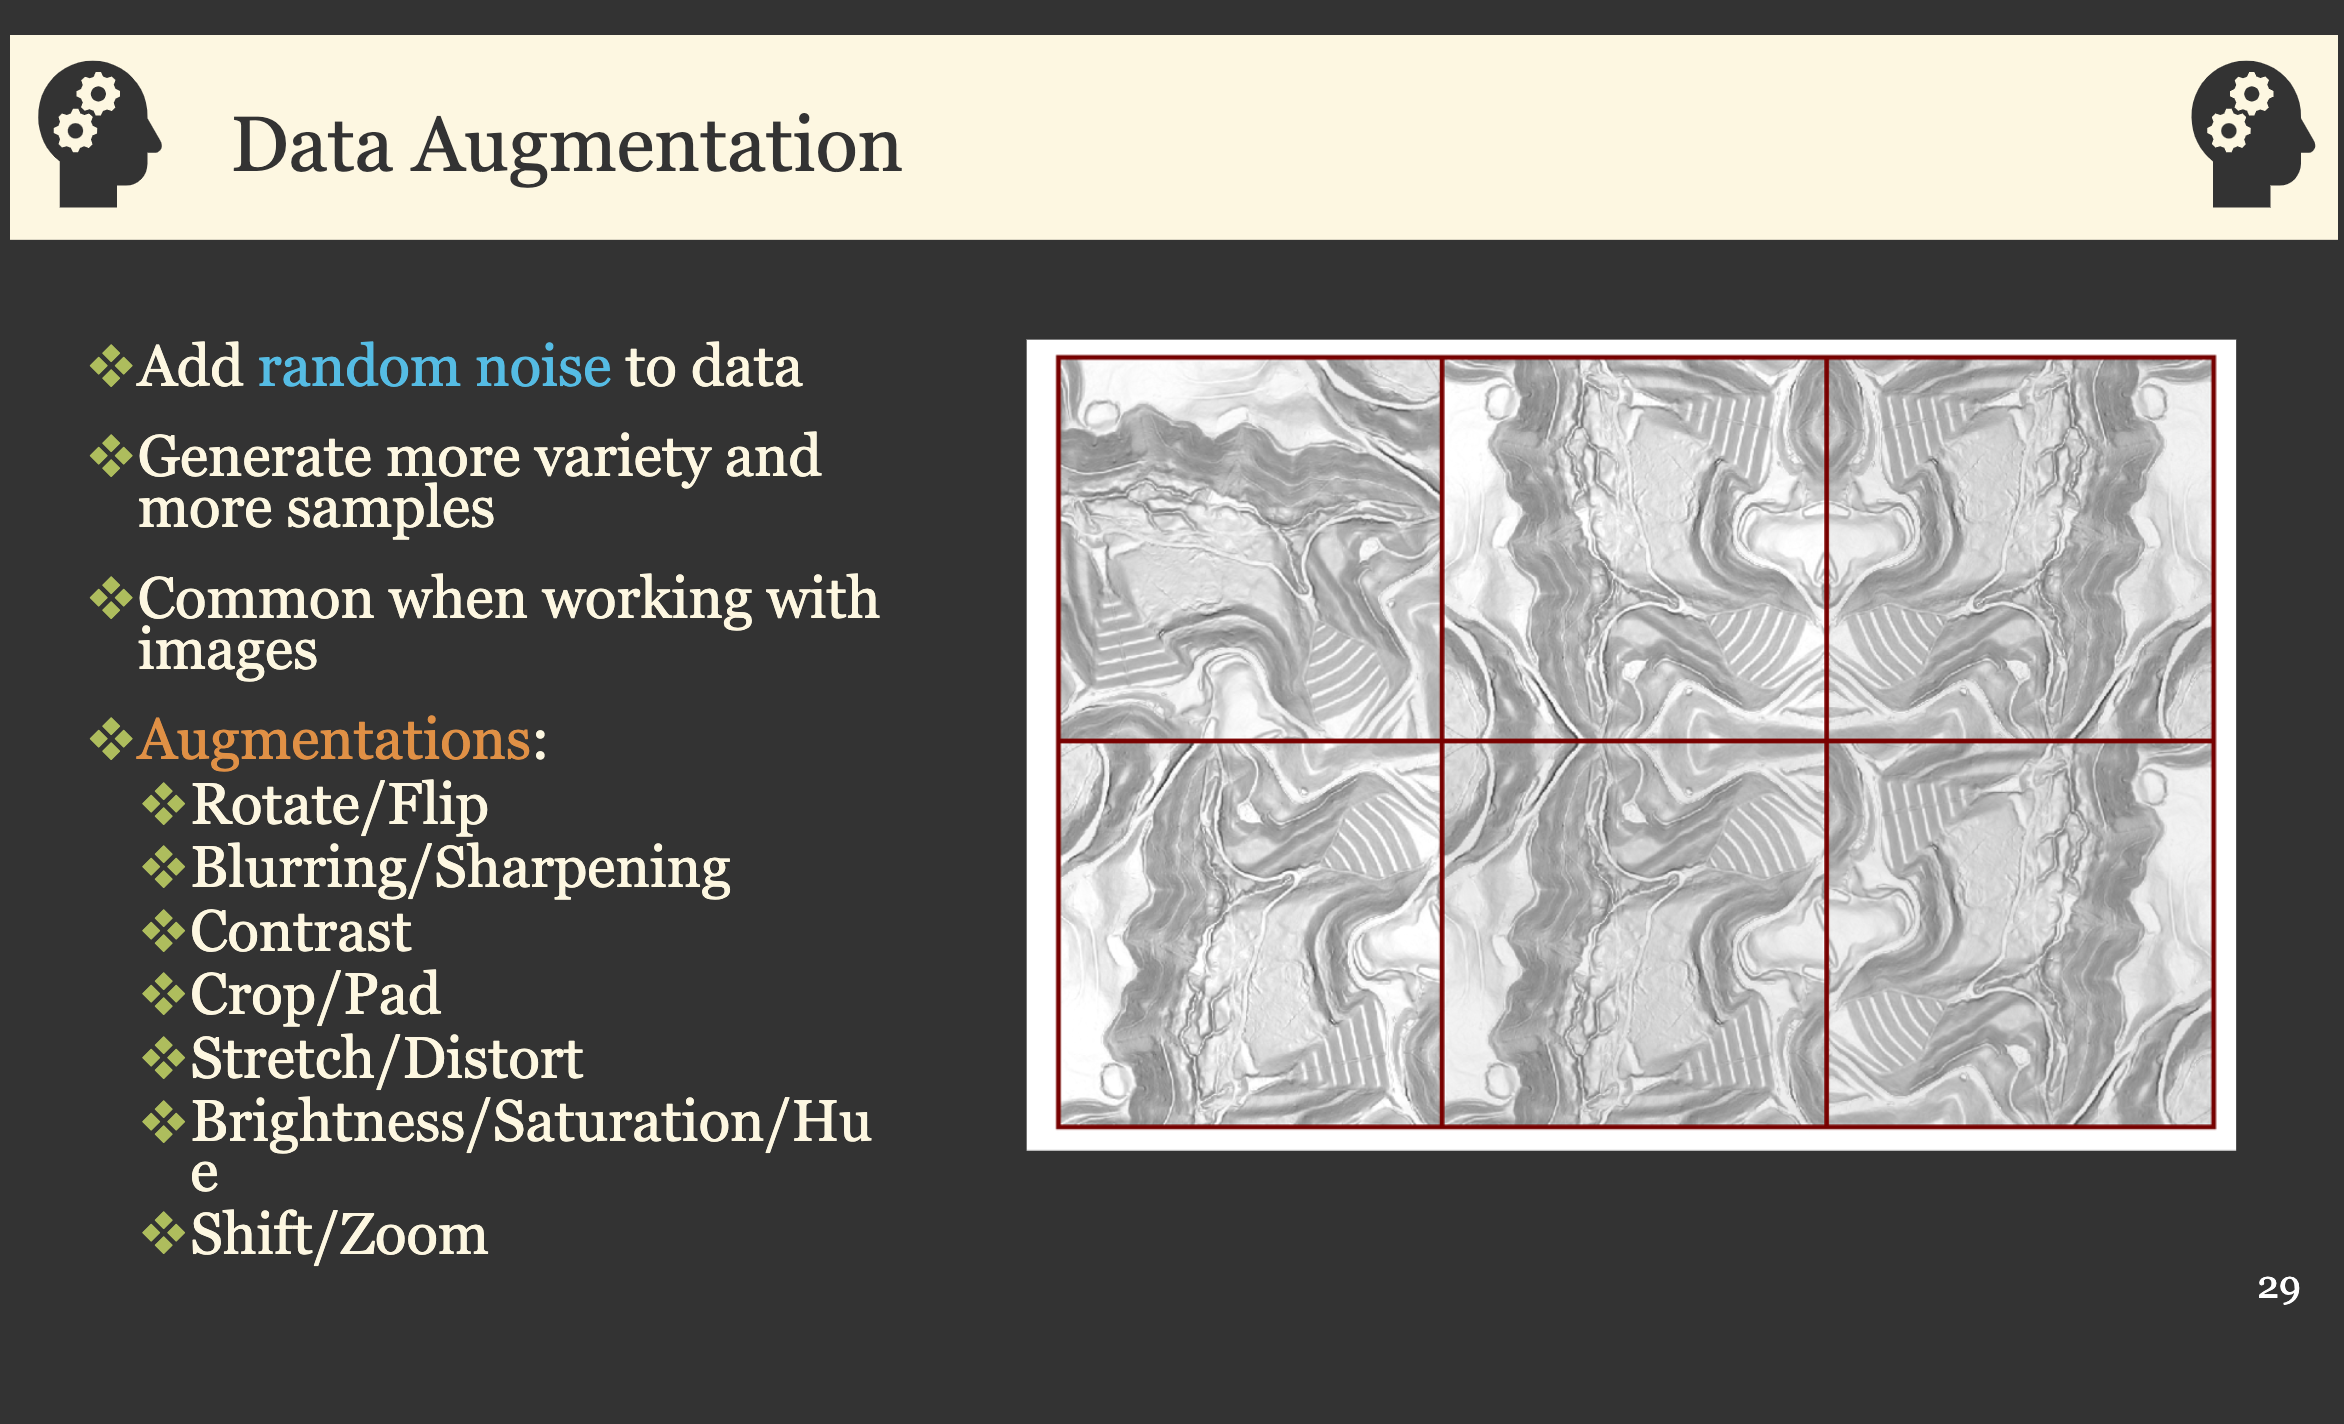 Data Augmentation
❖Add random noise to data
❖Generate more variety and
more samples
❖Common when working with
images
❖Augmentations:
❖Rotate/Flip
❖Blurring/Sharpening
❖Contrast
❖Crop/Pad
❖Stretch/Distort
❖Brightness/Saturation/Hu
e
❖Shift/Zoom
29